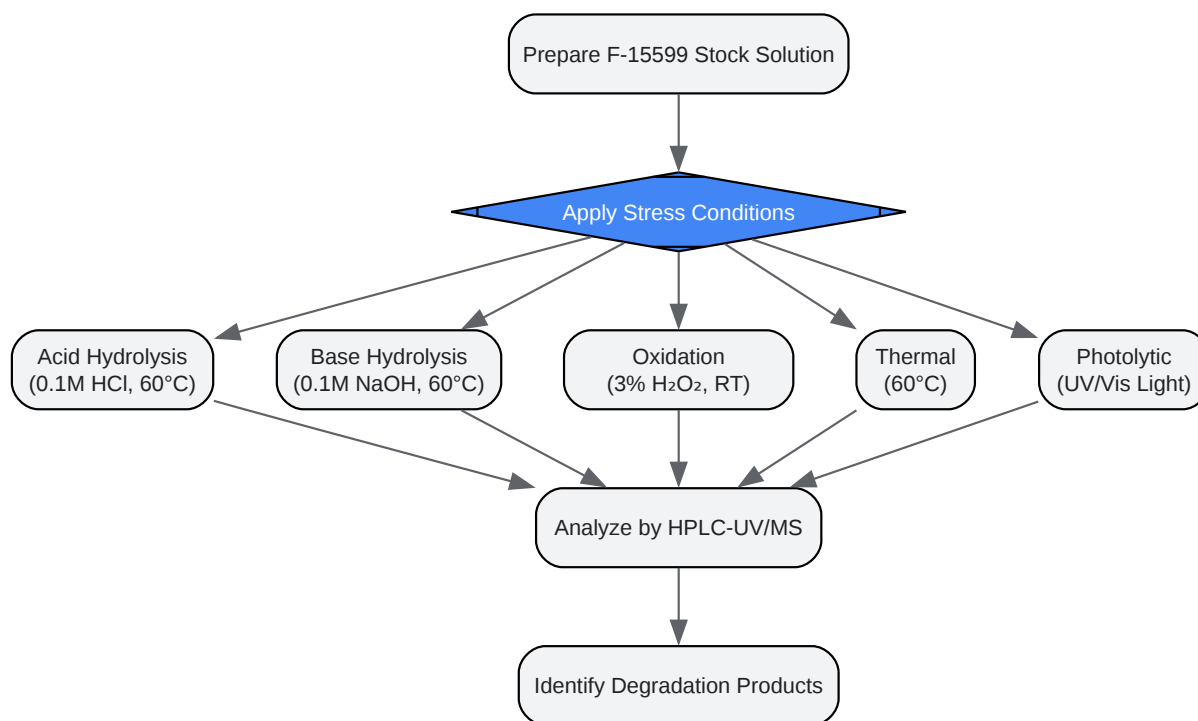 Prepare F-15599 Stock Solution
Apply Stress Conditions
Acid Hydrolysis
(0.1M HCl, 60°C)
Base Hydrolysis
(0.1M NaOH, 60°C)
Oxidation
(3% H₂O₂, RT)
Thermal
(60°C)
Photolytic
(UV/Vis Light)
Analyze by HPLC-UV/MS
Identify Degradation Products